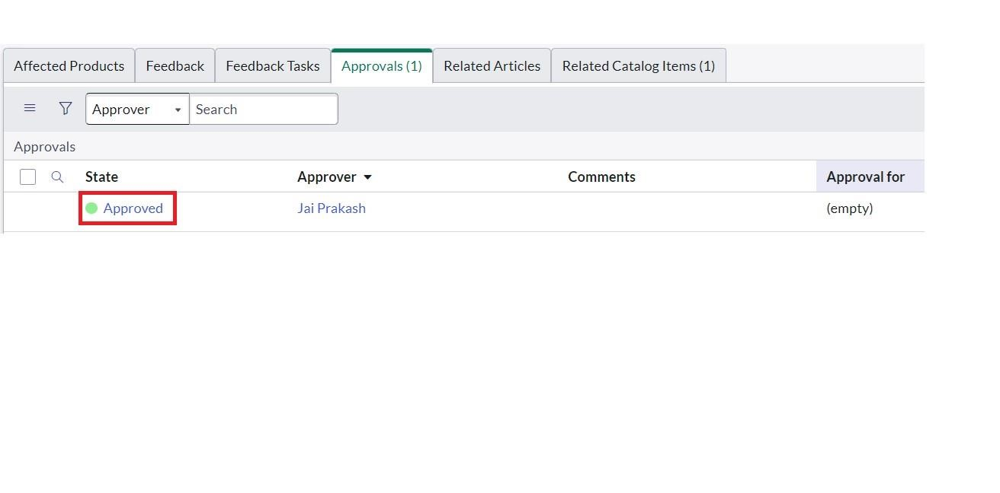 Affected Products Feedback Feedback Tasks Approvals (1) Related Articles Related Catalog Items (1)
Approver Search
Approvals
State Approver Comments Approval for
Approved Jai Prakash (empty)